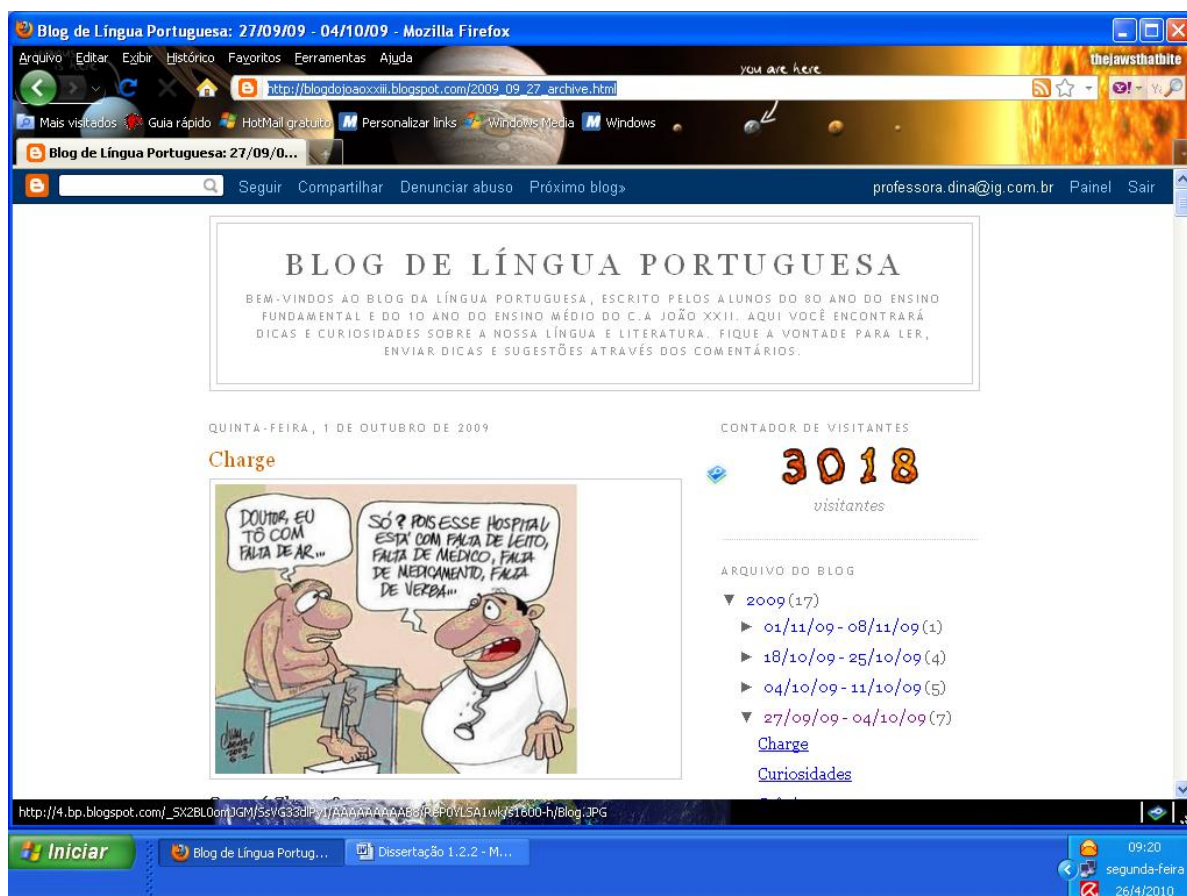 Blog de Língua Portuguesa: 27/09/09 - 04/10/09 - Mozilla Firefox
Arquivo Editar Exibir Histórico Favoritos Ferramentas Ajuda
you are here
thejawsthatbite
http://blogdojoaoxxiii.blogspot.com/2009_09_27_archive.html
Mais visitados Guia rápido HotMail gratuito Personalizar links Windows Media Windows
Blog de Língua Portuguesa: 27/09/0...
Seguir Compartilhar Denunciar abuso Próximo blog» professora.dina@ig.com.br Painel Sair
BLOG DE LÍNGUA PORTUGUESA
BEM-VINDOS AO BLOG DA LÍNGUA PORTUGUESA, ESCRITO PELOS ALUNOS DO 8O ANO DO ENSINO
FUNDAMENTAL E DO 1O ANO DO ENSINO MÉDIO DO C.A JOÃO XXII. AQUI VOCÊ ENCONTRARÁ
DICAS E CURIOSIDADES SOBRE A NOSSA LÍNGUA E LITERATURA. FIQUE A VONTADE PARA LER,
ENVIAR DICAS E SUGESTÕES ATRAVÉS DOS COMENTÁRIOS.
QUINTA-FEIRA, 1 DE OUTUBRO DE 2009
Charge
DOUTOR, EU
TÔ COM
FALTA DE AR...
SÓ? POIS ESSE HOSPITAL
ESTÁ COM FALTA DE LEITO,
FALTA DE MEDICO, FALTA
DE MEDICAMENTO, FALTA
DE VERBA...
CONTADOR DE VISITANTES
3018
visitantes
ARQUIVO DO BLOG
▼ 2009 (17)
► 01/11/09 - 08/11/09 (1)
► 18/10/09 - 25/10/09 (4)
► 04/10/09 - 11/10/09 (5)
▼ 27/09/09 - 04/10/09 (7)
Charge
Curiosidades
Iniciar
Blog de Língua Portug...
Dissertação 1.2.2 - M...
09:20
segunda-feira
26/4/2010